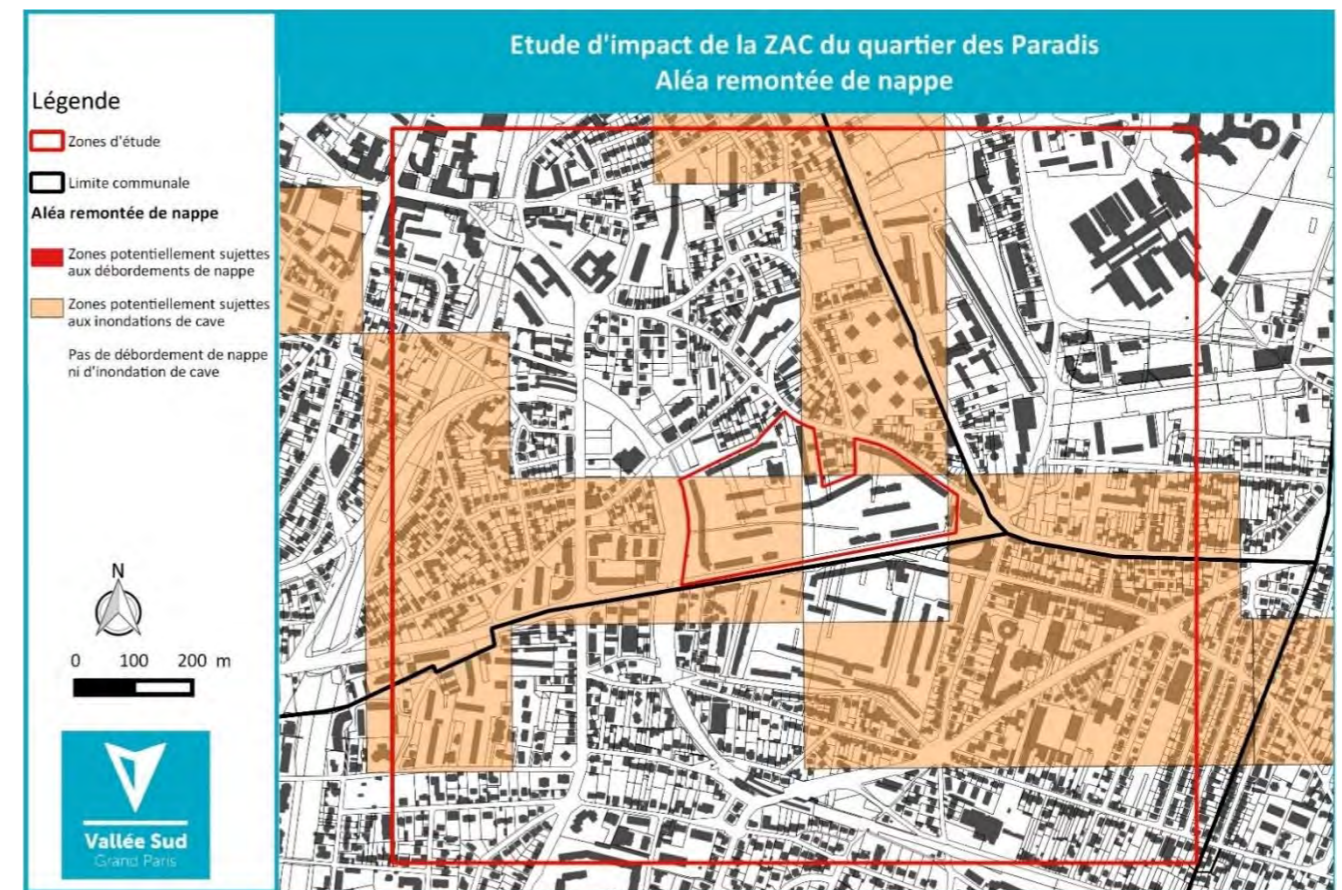 Etude d'impact de la ZAC du quartier des Paradis
Aléa remontée de nappe
Légende
Zones d'étude
Limite communale
Aléa remontée de nappe
Zones potentiellement sujettes
aux débordements de nappe
Zones potentiellement sujettes
aux inondations de cave
Pas de débordement de nappe
ni d'inondation de cave
N
0 100 200 m
Vallée Sud
Grand Paris